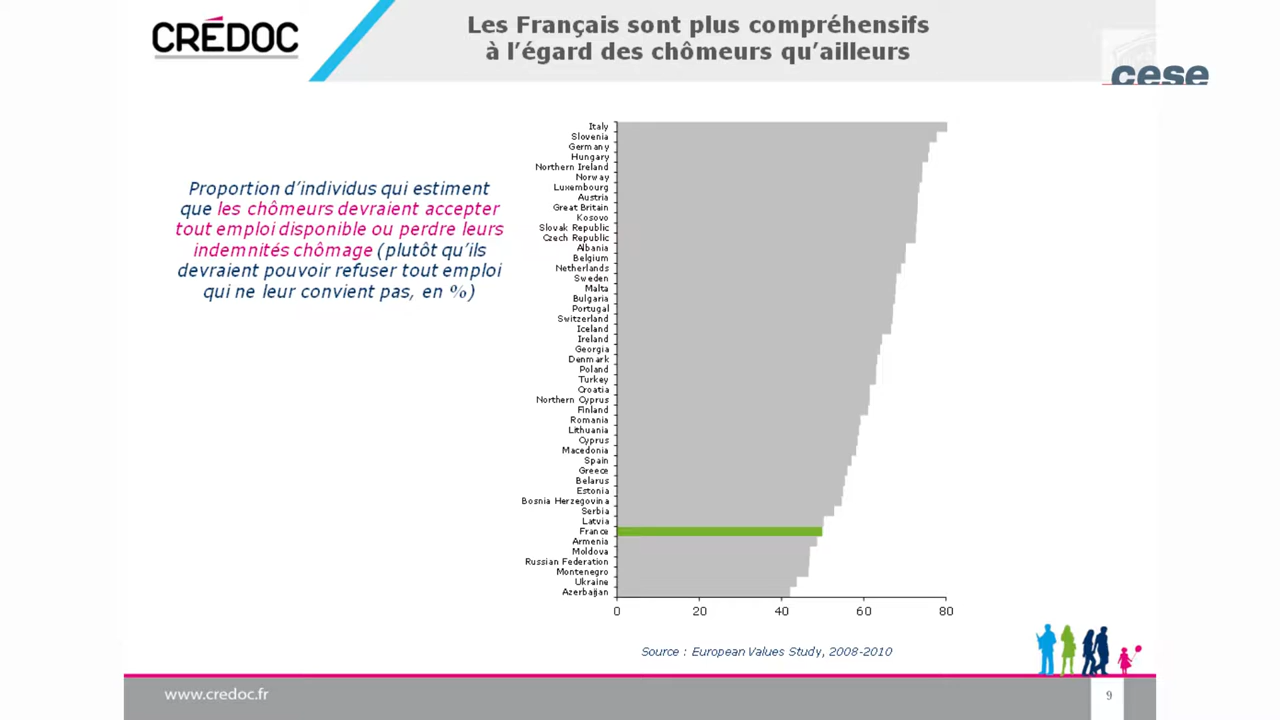 CRÉDOC
Les Français sont plus compréhensifs
à l’égard des chômeurs qu’ailleurs
cese
Proportion d’individus qui estiment
que les chômeurs devraient accepter
tout emploi disponible ou perdre leurs
indemnités chômage (plutôt qu’ils
devraient pouvoir refuser tout emploi
qui ne leur convient pas, en %)
Italy
Slovenia
Germany
Hungary
Northern Ireland
Norway
Luxembourg
Austria
Great Britain
Kosovo
Slovak Republic
Czech Republic
Albania
Belgium
Netherlands
Sweden
Malta
Bulgaria
Portugal
Switzerland
Iceland
Ireland
Georgia
Denmark
Poland
Turkey
Croatia
Northern Cyprus
Finland
Romania
Lithuania
Cyprus
Macedonia
Spain
Greece
Belarus
Estonia
Bosnia Herzegovina
Serbia
Latvia
France
Armenia
Moldova
Russian Federation
Montenegro
Ukraine
Azerbaijan
0 20 40 60 80
Source : European Values Study, 2008-2010
www.credoc.fr
9